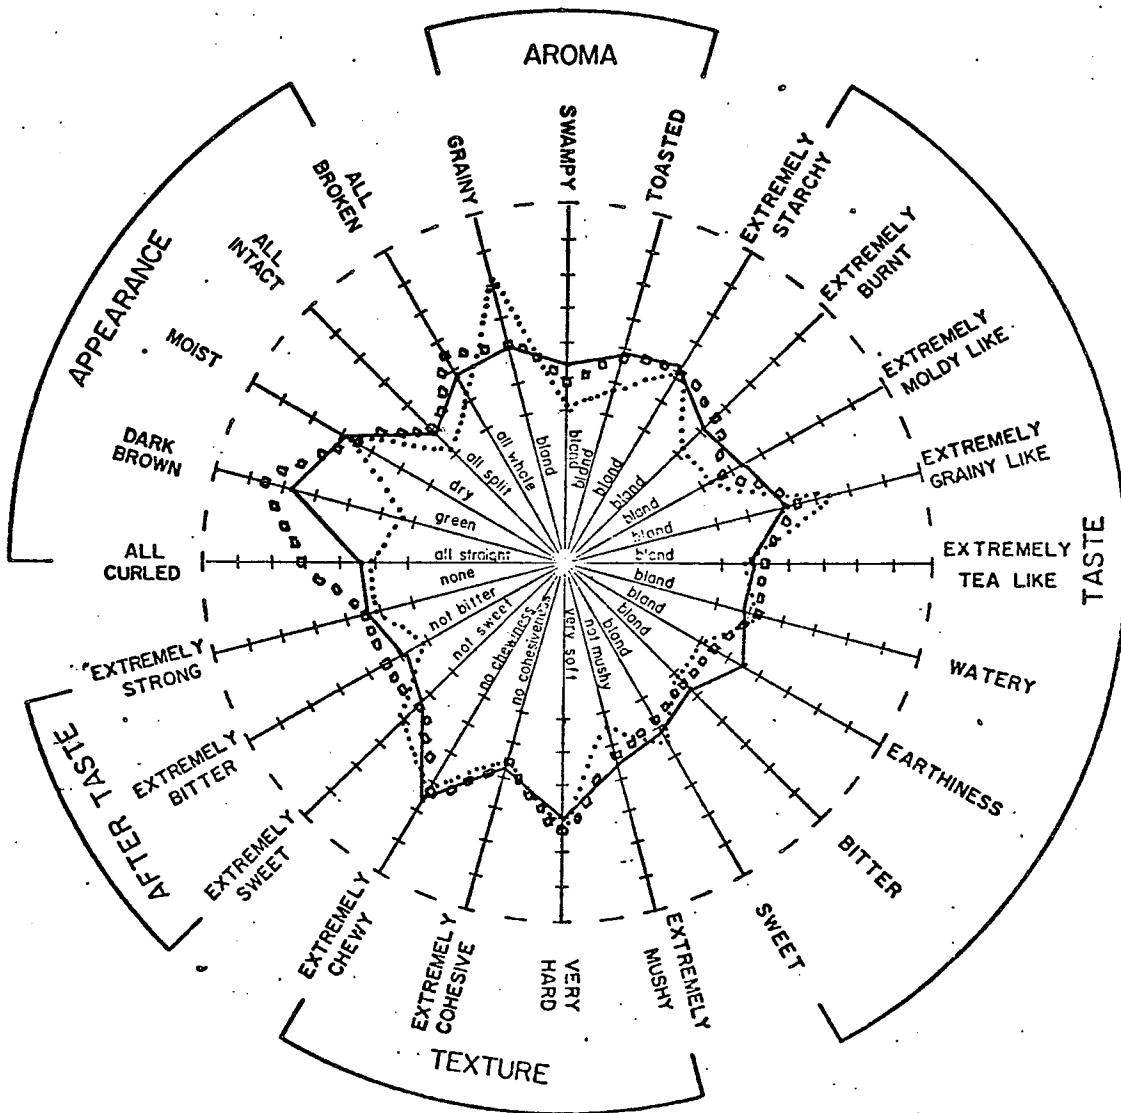 AROMA
SWAMPY
TOASTED
EXTREMELY
STARCHY
EXTREMELY
BURNT
EXTREMELY
MOLDY LIKE
EXTREMELY
GRAINY LIKE
EXTREMELY
TEA LIKE
TASTE
WATERY
EARTHINESS
BITTER
SWEET
EXTREMELY
MUSHY
VERY
HARD
EXTREMELY
COHESIVE
EXTREMELY
CHEWY
TEXTURE
EXTREMELY
SWEET
EXTREMELY
BITTER
EXTREMELY
STRONG
AFTER TASTE
ALL
CURLED
DARK
BROWN
MOIST
ALL
INTACT
ALL
BROKEN
APPEARANCE
GRAINY
bland
bland
bland
bland
bland
bland
bland
bland
bland
bland
bland
not mushy
very soft
no cohesiveness
no chewiness
not sweet
not bitter
none
all straight
green
dry
all split
all whole